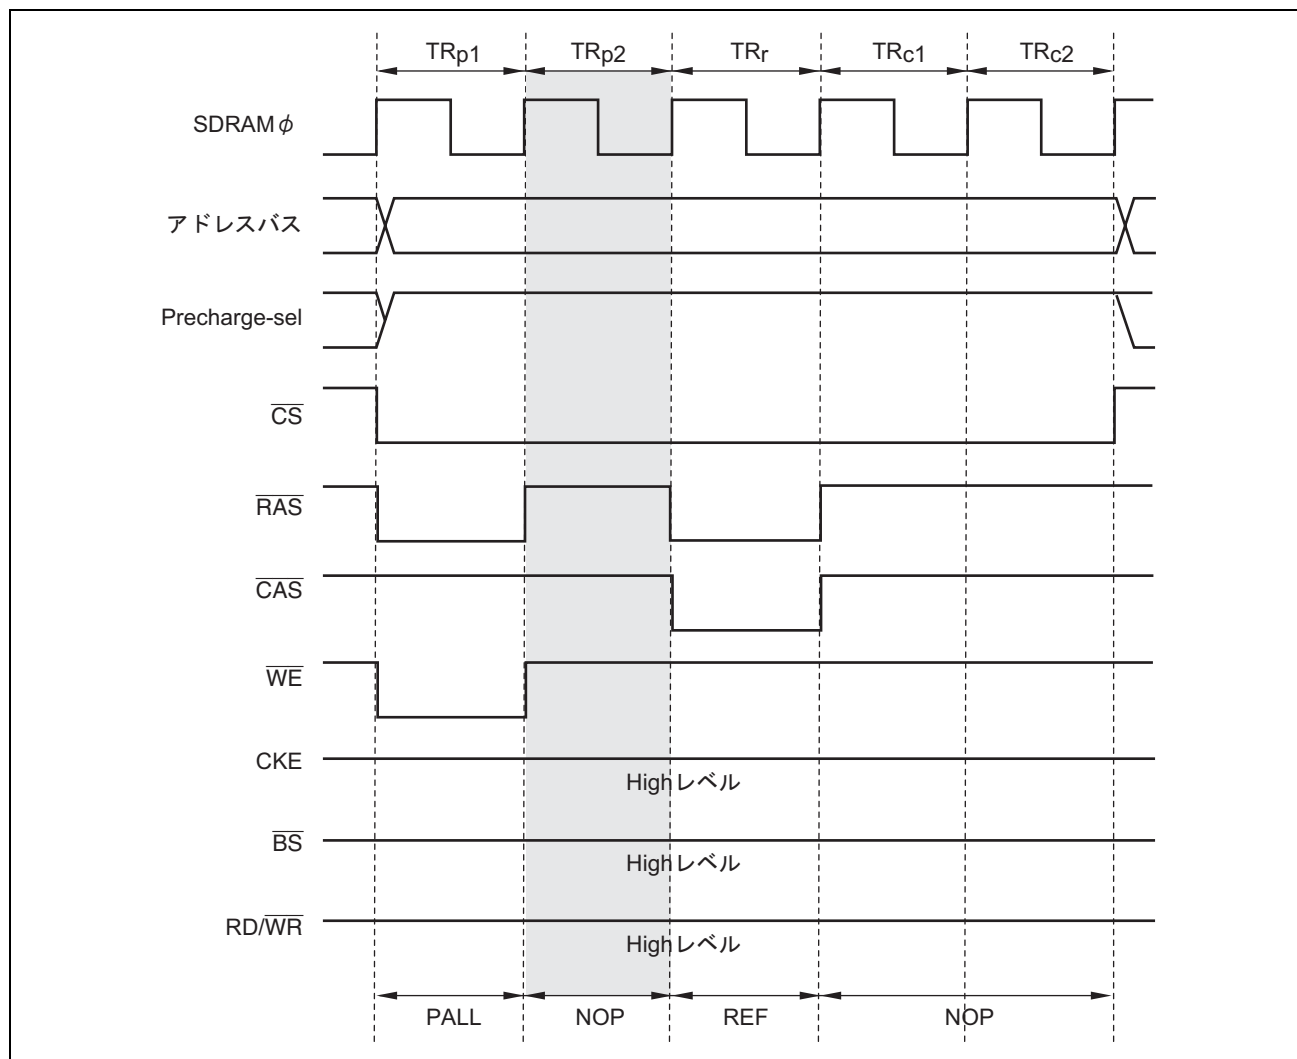 TRp1 TRp2 TRr TRc1 TRc2
SDRAMφ
アドレスバス
Precharge-sel
CS
RAS
CAS
WE
CKE
Highレベル
BS
Highレベル
RD/WR
Highレベル
PALL NOP REF NOP